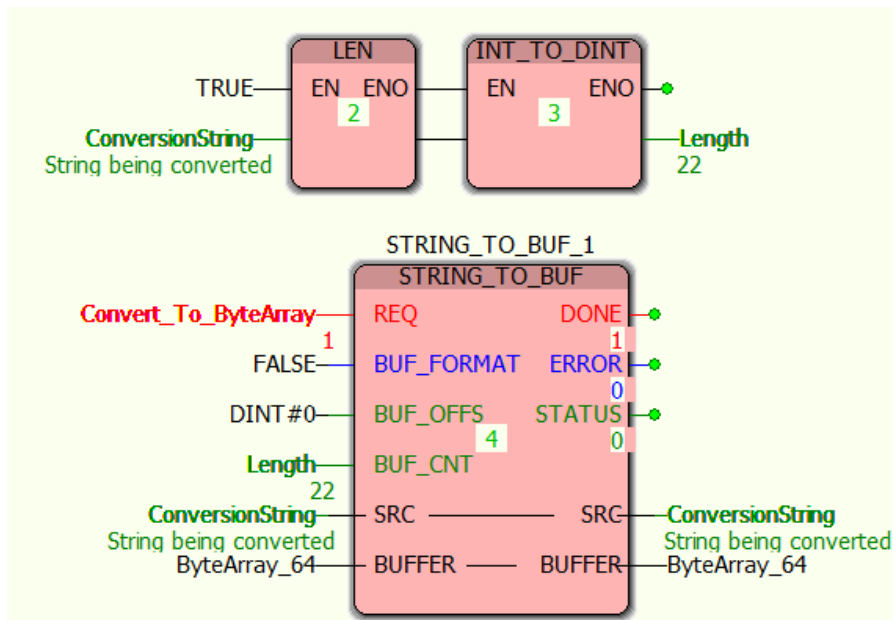 LEN INT_TO_DINT
TRUE EN ENO EN ENO
2 3
ConversionString Length
String being converted 22
STRING_TO_BUF_1
STRING_TO_BUF
Convert_To_ByteArray REQ DONE
1 1
FALSE BUF_FORMAT ERROR
0
DINT#0 BUF_OFFS STATUS
4 0
Length BUF_CNT
22
ConversionString SRC SRC ConversionString
String being converted String being converted
ByteArray_64 BUFFER BUFFER ByteArray_64